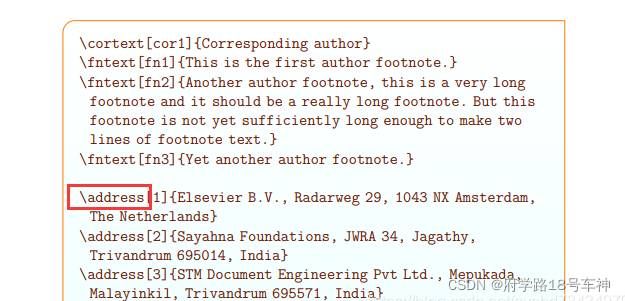 \cortext[cor1]{Corresponding author}
\fntext[fn1]{This is the first author footnote.}
\fntext[fn2]{Another author footnote, this is a very long
footnote and it should be a really long footnote. But this
footnote is not yet sufficiently long enough to make two
lines of footnote text.}
\fntext[fn3]{Yet another author footnote.}
\address[1]{Elsevier B.V., Radarweg 29, 1043 NX Amsterdam,
The Netherlands}
\address[2]{Sayahna Foundations, JWRA 34, Jagathy,
Trivandrum 695014, India}
\address[3]{STM Document Engineering Pvt Ltd., Mepukada,
Malayinkil, Trivandrum 695571, India}
CSDN @府学路18号车神